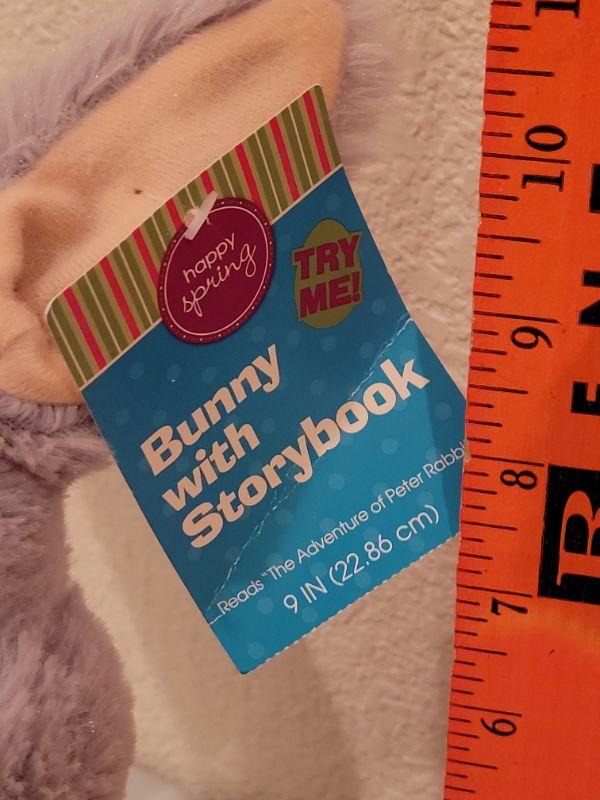 happy
spring
TRY
ME!
Bunny
with
Storybook
Reads "The Adventure of Peter Rabb
9 IN (22.86 cm)
10
9
8
7
6